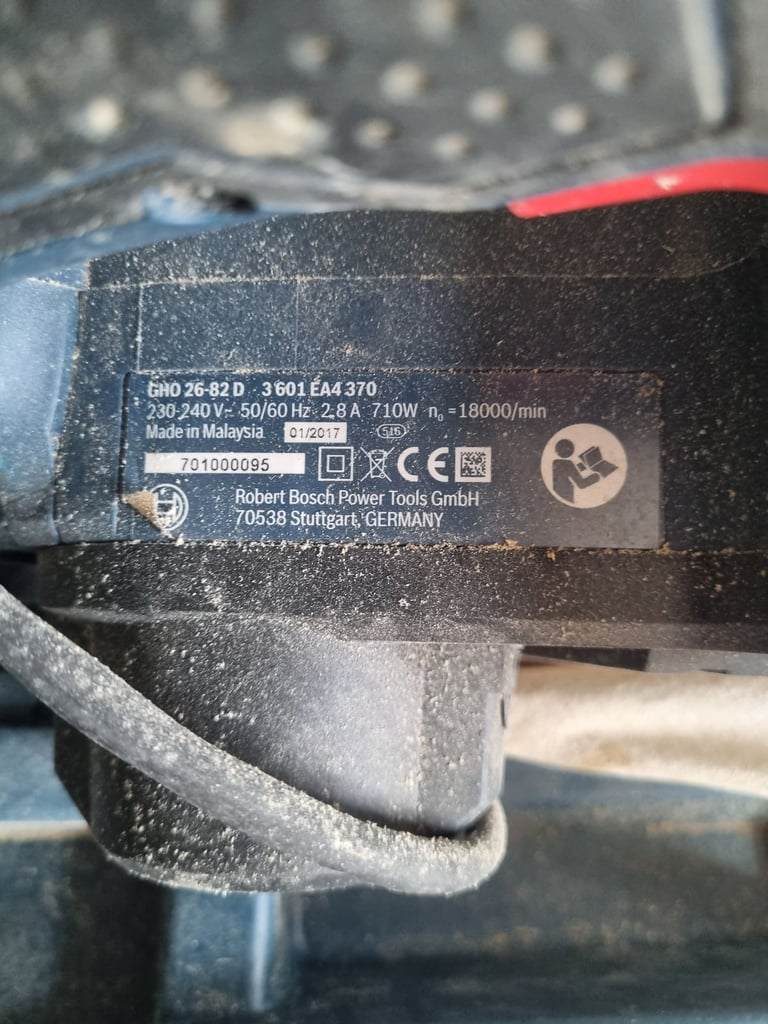 GHO 26-82 D 3 601 EA4 370
230-240 V~ 50/60 Hz 2,8 A 710W n₀ =18000/min
Made in Malaysia 01/2017 516
701000095 CE
Robert Bosch Power Tools GmbH
70538 Stuttgart, GERMANY